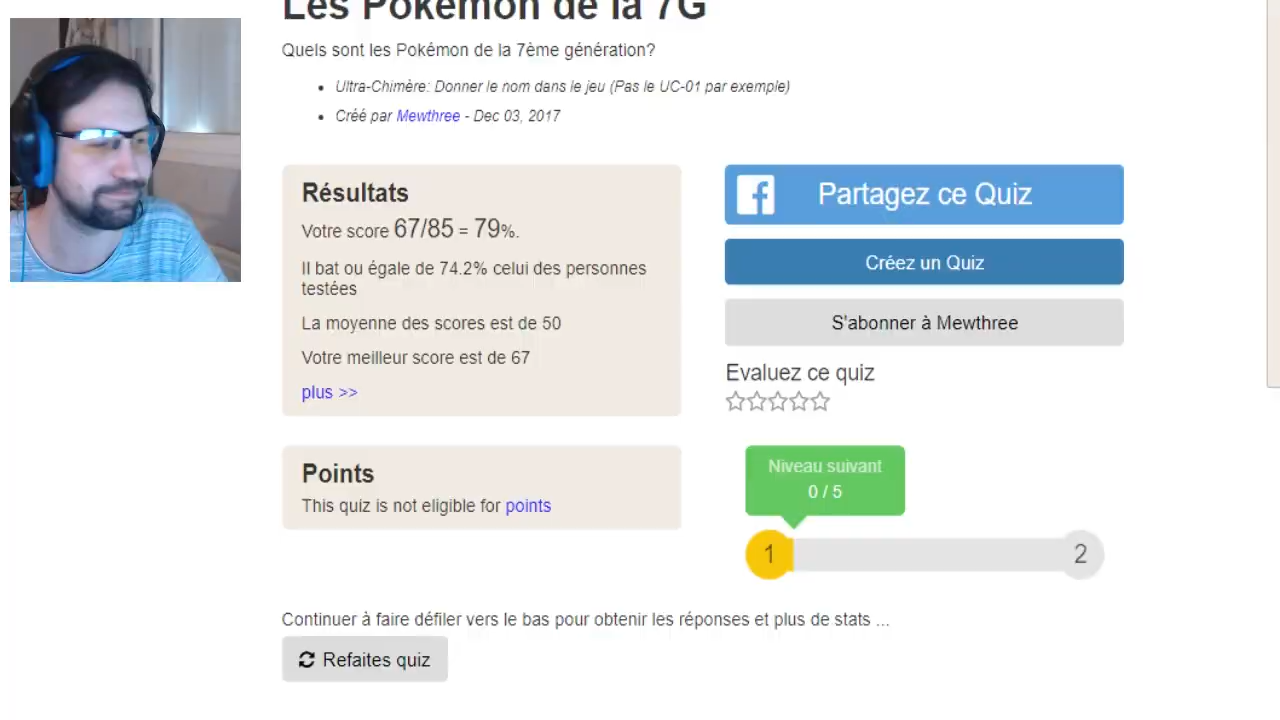 Les Pokémon de la 7G
Quels sont les Pokémon de la 7ème génération?
Ultra-Chimère: Donner le nom dans le jeu (Pas le UC-01 par exemple)
Créé par Mewthree - Dec 03, 2017
Résultats
Votre score 67/85 = 79%.
Il bat ou égale de 74.2% celui des personnes
testées
La moyenne des scores est de 50
Votre meilleur score est de 67
plus >>
Partagez ce Quiz
Créez un Quiz
S'abonner à Mewthree
Evaluez ce quiz
Points
This quiz is not eligible for points
Niveau suivant
0 / 5
1
2
Continuer à faire défiler vers le bas pour obtenir les réponses et plus de stats ...
Refaites quiz